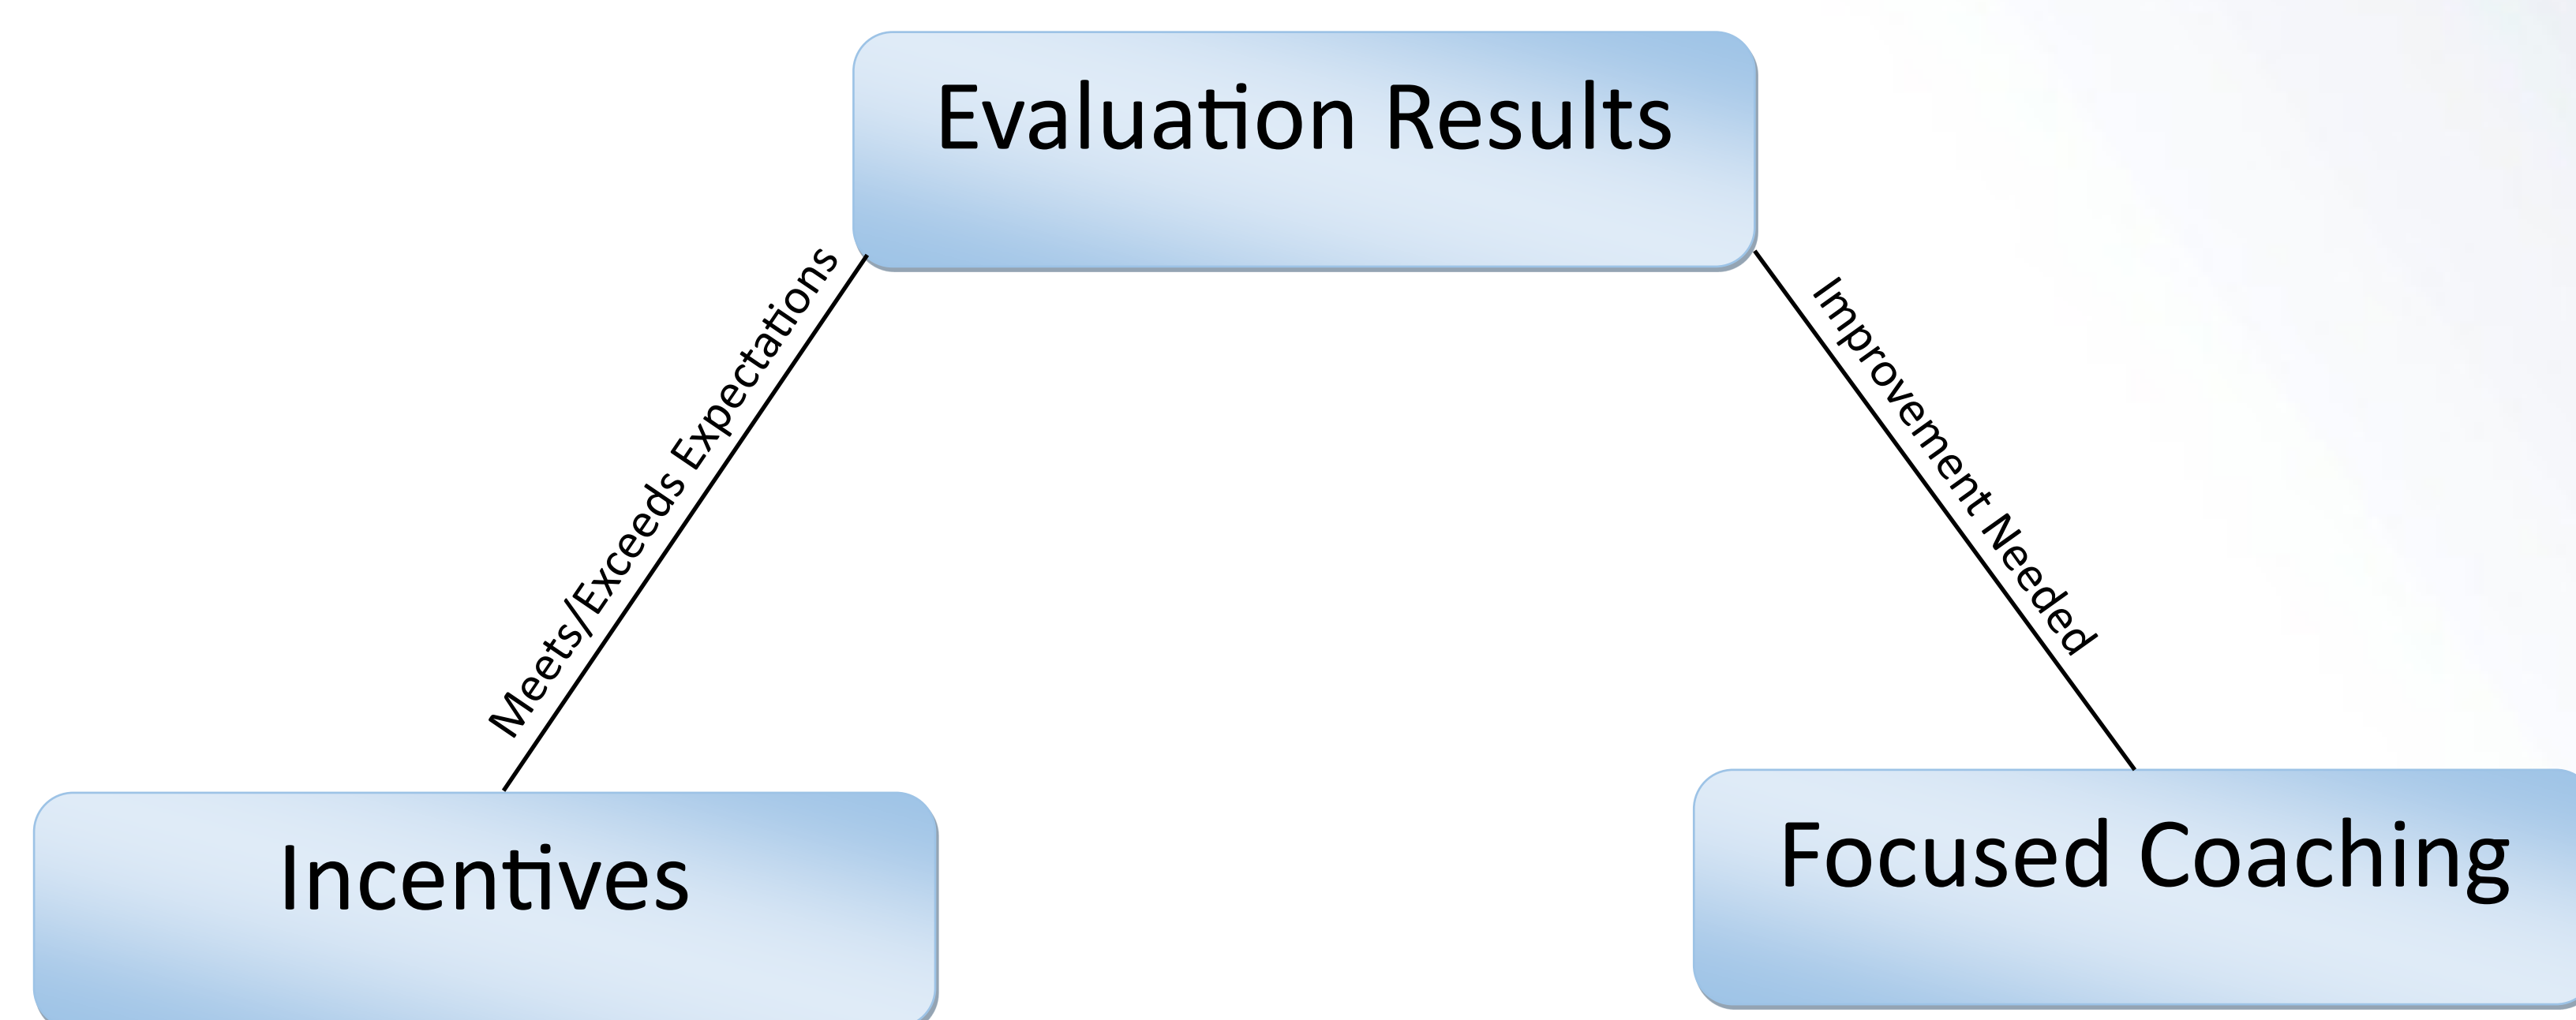 Evaluation Results
Meets/Exceeds Expectations
Improvement Needed
Incentives
Focused Coaching